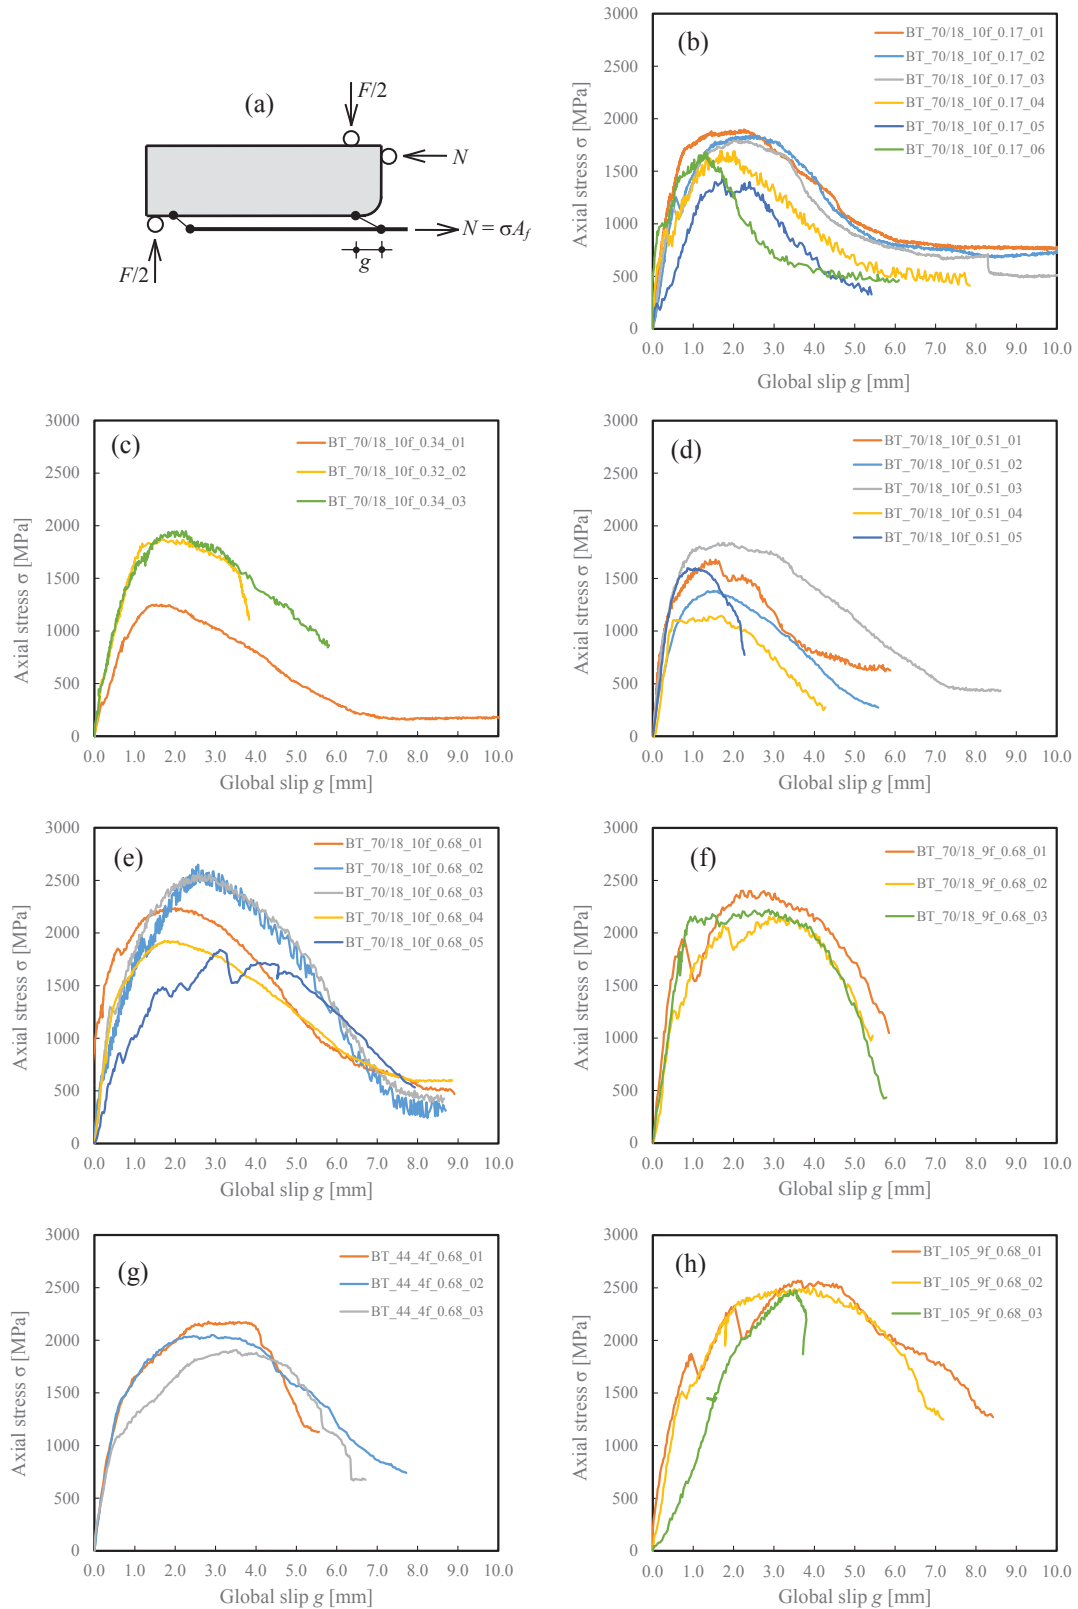 (a)
F/2
N
N = σA_f
g
F/2
(b)
BT_70/18_10f_0.17_01
BT_70/18_10f_0.17_02
BT_70/18_10f_0.17_03
BT_70/18_10f_0.17_04
BT_70/18_10f_0.17_05
BT_70/18_10f_0.17_06
Axial stress σ [MPa]
3000
2500
2000
1500
1000
500
0
0.0 1.0 2.0 3.0 4.0 5.0 6.0 7.0 8.0 9.0 10.0
Global slip g [mm]
(c)
BT_70/18_10f_0.34_01
BT_70/18_10f_0.32_02
BT_70/18_10f_0.34_03
Axial stress σ [MPa]
3000
2500
2000
1500
1000
500
0
0.0 1.0 2.0 3.0 4.0 5.0 6.0 7.0 8.0 9.0 10.0
Global slip g [mm]
(d)
BT_70/18_10f_0.51_01
BT_70/18_10f_0.51_02
BT_70/18_10f_0.51_03
BT_70/18_10f_0.51_04
BT_70/18_10f_0.51_05
Axial stress σ [MPa]
3000
2500
2000
1500
1000
500
0
0.0 1.0 2.0 3.0 4.0 5.0 6.0 7.0 8.0 9.0 10.0
Global slip g [mm]
(e)
BT_70/18_10f_0.68_01
BT_70/18_10f_0.68_02
BT_70/18_10f_0.68_03
BT_70/18_10f_0.68_04
BT_70/18_10f_0.68_05
Axial stress σ [MPa]
3000
2500
2000
1500
1000
500
0
0.0 1.0 2.0 3.0 4.0 5.0 6.0 7.0 8.0 9.0 10.0
Global slip g [mm]
(f)
BT_70/18_9f_0.68_01
BT_70/18_9f_0.68_02
BT_70/18_9f_0.68_03
Axial stress σ [MPa]
3000
2500
2000
1500
1000
500
0
0.0 1.0 2.0 3.0 4.0 5.0 6.0 7.0 8.0 9.0 10.0
Global slip g [mm]
(g)
BT_44_4f_0.68_01
BT_44_4f_0.68_02
BT_44_4f_0.68_03
Axial stress σ [MPa]
3000
2500
2000
1500
1000
500
0
0.0 1.0 2.0 3.0 4.0 5.0 6.0 7.0 8.0 9.0 10.0
Global slip g [mm]
(h)
BT_105_9f_0.68_01
BT_105_9f_0.68_02
BT_105_9f_0.68_03
Axial stress σ [MPa]
3000
2500
2000
1500
1000
500
0
0.0 1.0 2.0 3.0 4.0 5.0 6.0 7.0 8.0 9.0 10.0
Global slip g [mm]